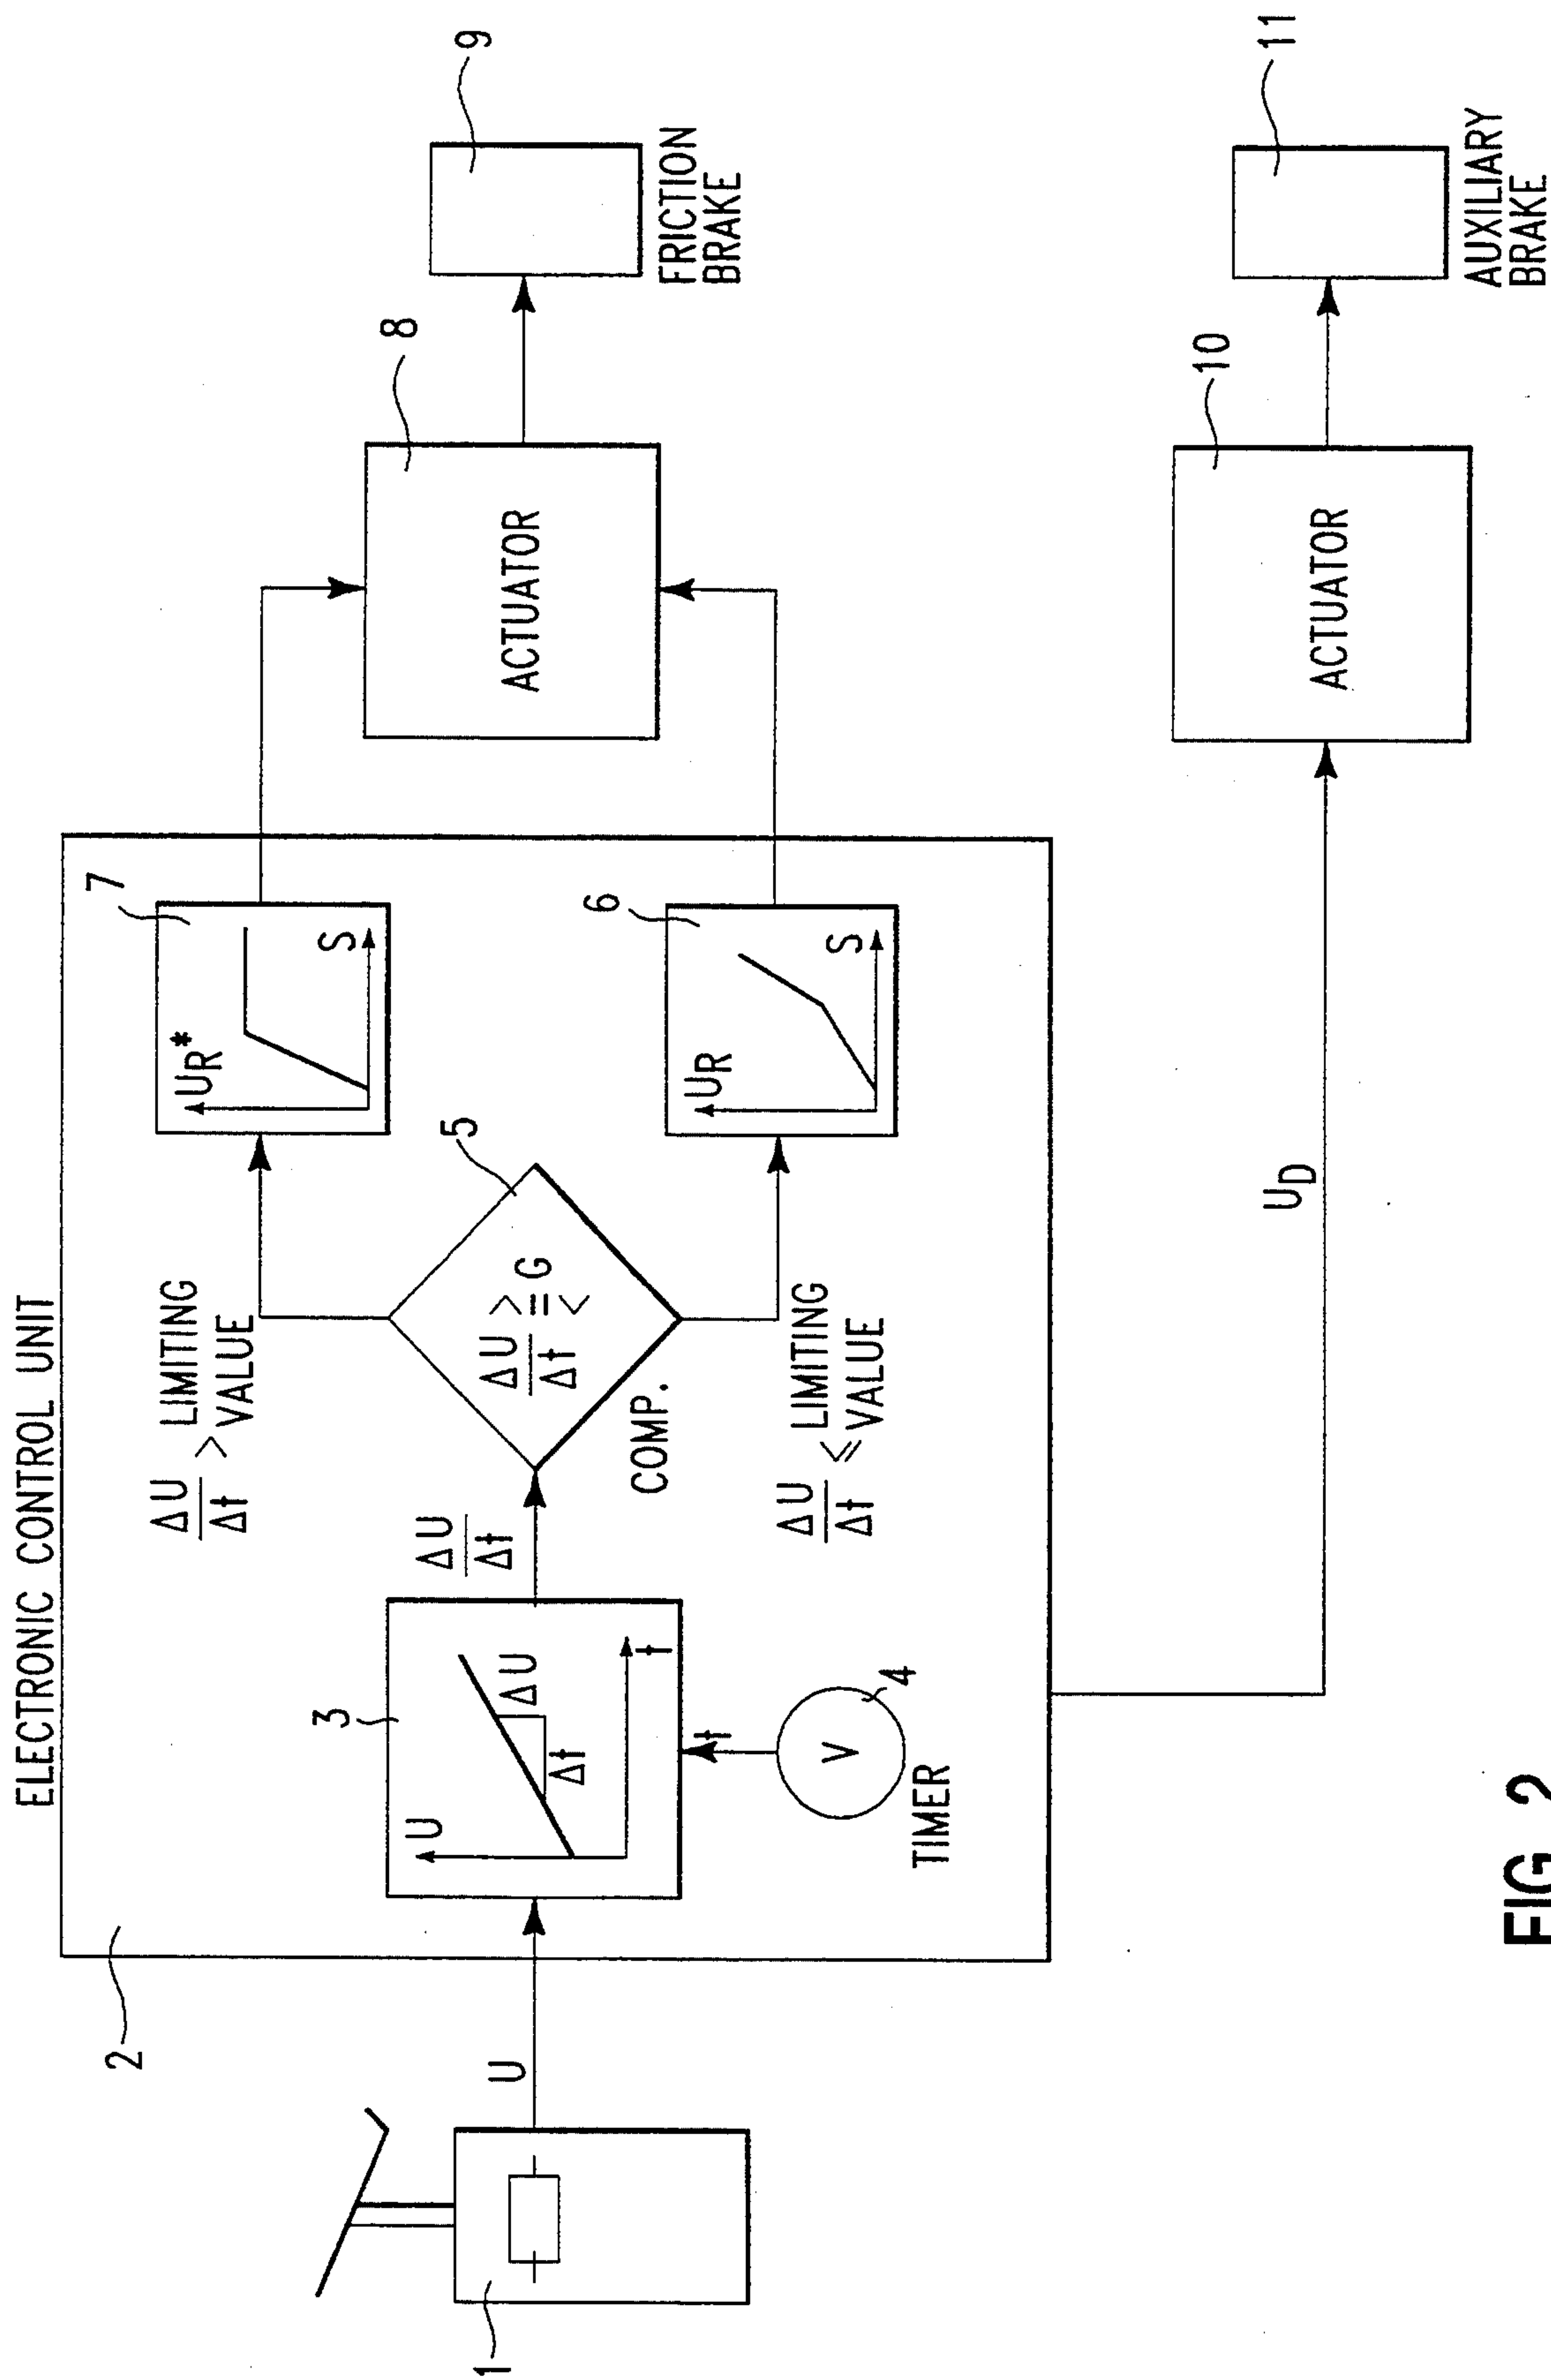 ELECTRONIC CONTROL UNIT
2
1
U
3
U
ΔU
Δt
t
t
4
V
TIMER
ΔU
Δt
5
ΔU
Δt
>
=
<
G
COMP.
ΔU
Δt
>
LIMITING
VALUE
ΔU
Δt
≤
LIMITING
VALUE
7
UR*
S
6
UR
S
8
ACTUATOR
9
FRICTION
BRAKE
UD
10
ACTUATOR
11
AUXILIARY
BRAKE
FIG. 2